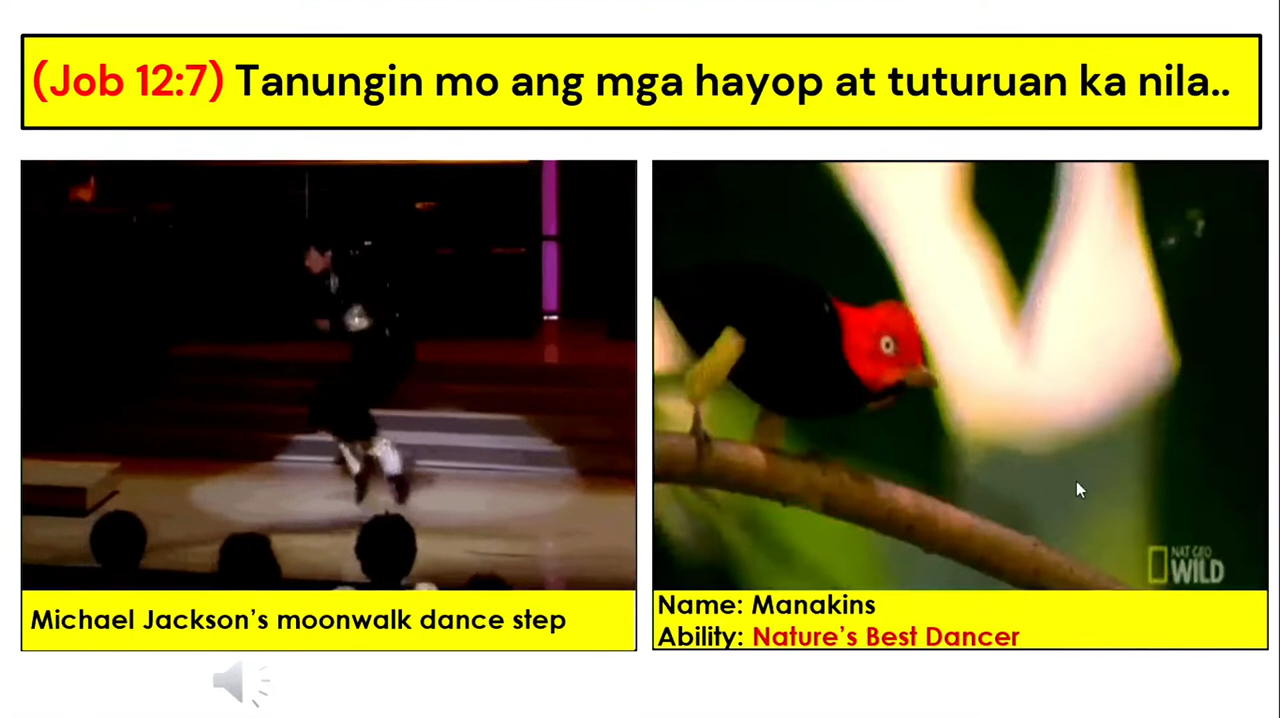 (Job 12:7) Tanungin mo ang mga hayop at tuturuan ka nila..
Michael Jackson’s moonwalk dance step
NAT GEO
WILD
Name: Manakins
Ability: Nature’s Best Dancer